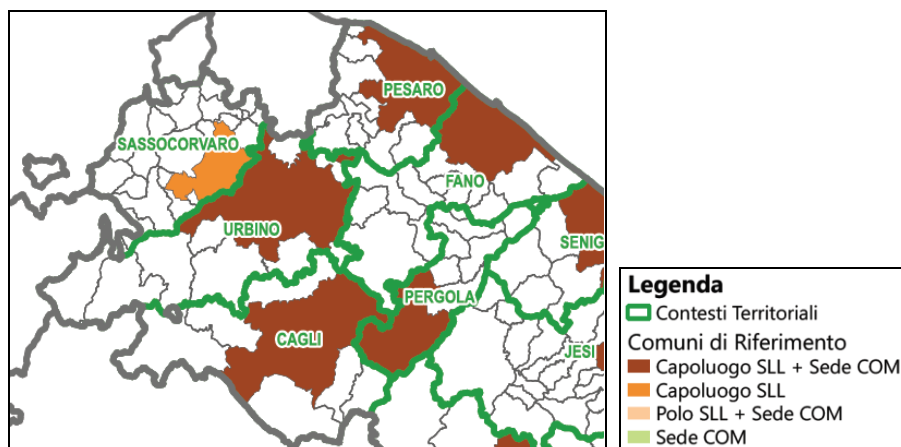 PESARO
SASSOCORVARO
FANO
URBINO
SENIG
PERGOLA
CAGLI
JESI
Legenda
Contesti Territoriali
Comuni di Riferimento
Capoluogo SLL + Sede COM
Capoluogo SLL
Polo SLL + Sede COM
Sede COM